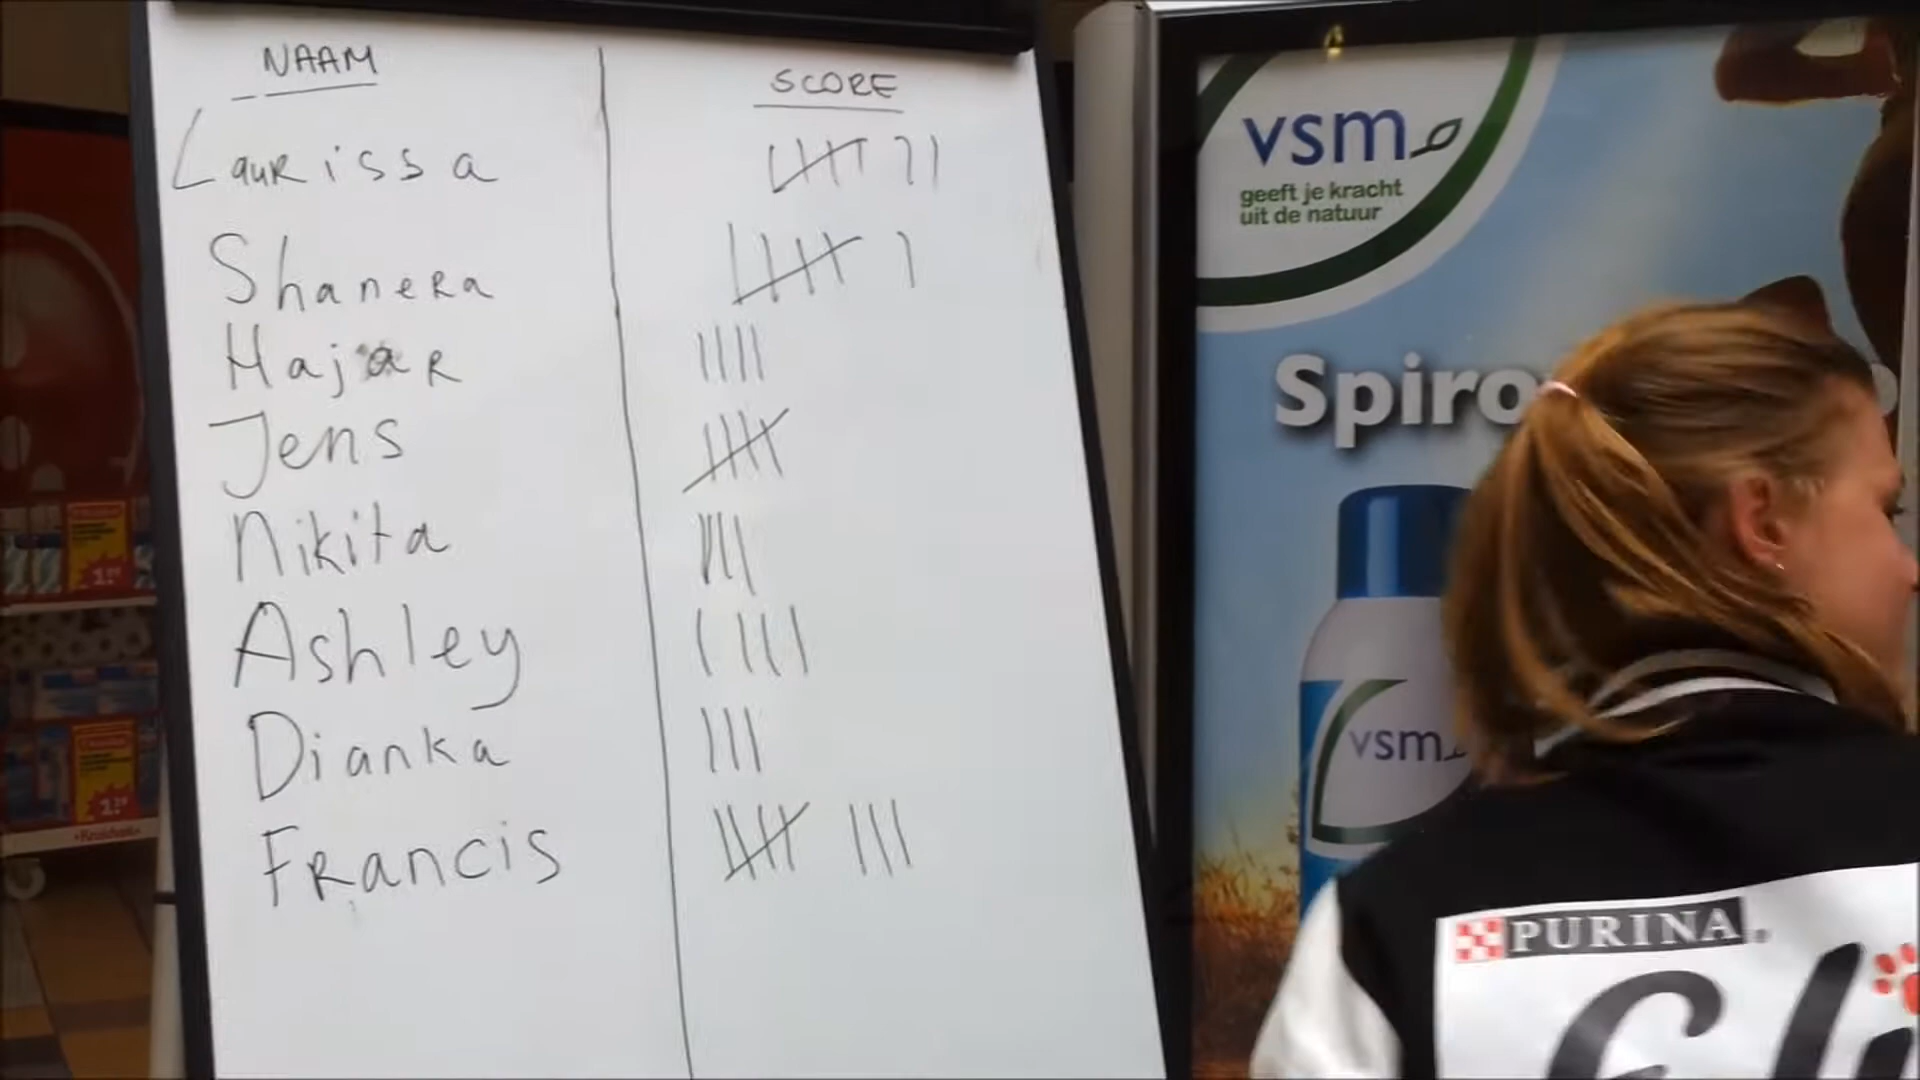 NAAM
SCORE
Laurissa
Shanera
Hajar
Jens
Nikita
Ashley
Dianka
Francis
vsm
geeft je kracht
uit de natuur
Spiro
vsm
PURINA